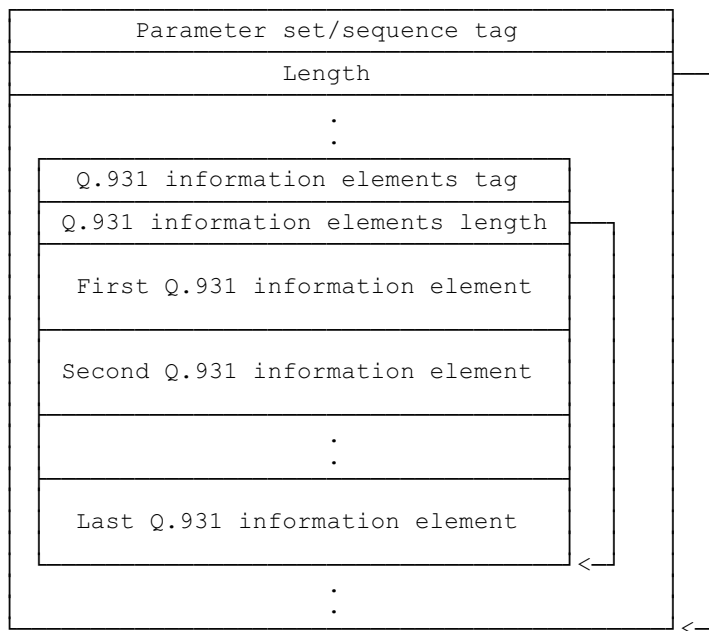 Parameter set/sequence tag
Length
.
.
Q.931 information elements tag
Q.931 information elements length
First Q.931 information element
Second Q.931 information element
.
.
Last Q.931 information element
.
.